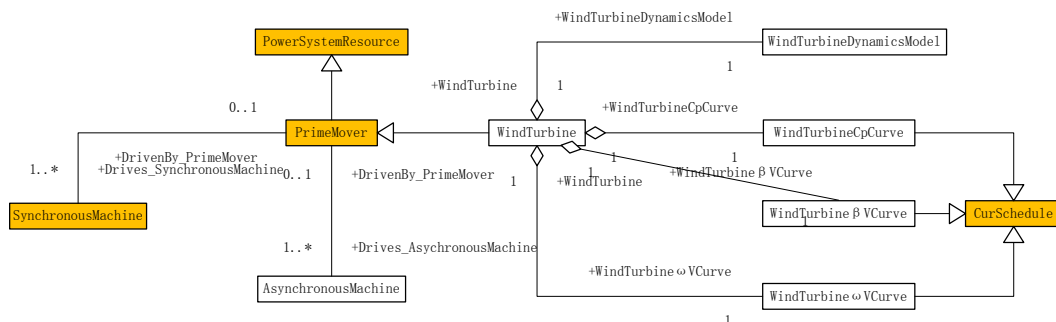 +WindTurbineDynamicsModel
PowerSystemResource
WindTurbineDynamicsModel
1
+WindTurbine
1
0..1
+WindTurbineCpCurve
PrimeMover
WindTurbine
WindTurbineCpCurve
+DrivenBy_PrimeMover
1
1
1..*
+Drives_SynchronousMachine
0..1
+DrivenBy_PrimeMover
1
+WindTurbine
1
+WindTurbineβVCurve
SynchronousMachine
WindTurbineβVCurve
1
CurSchedule
1..*
+Drives_AsychronousMachine
+WindTurbineωVCurve
AsynchronousMachine
WindTurbineωVCurve
1